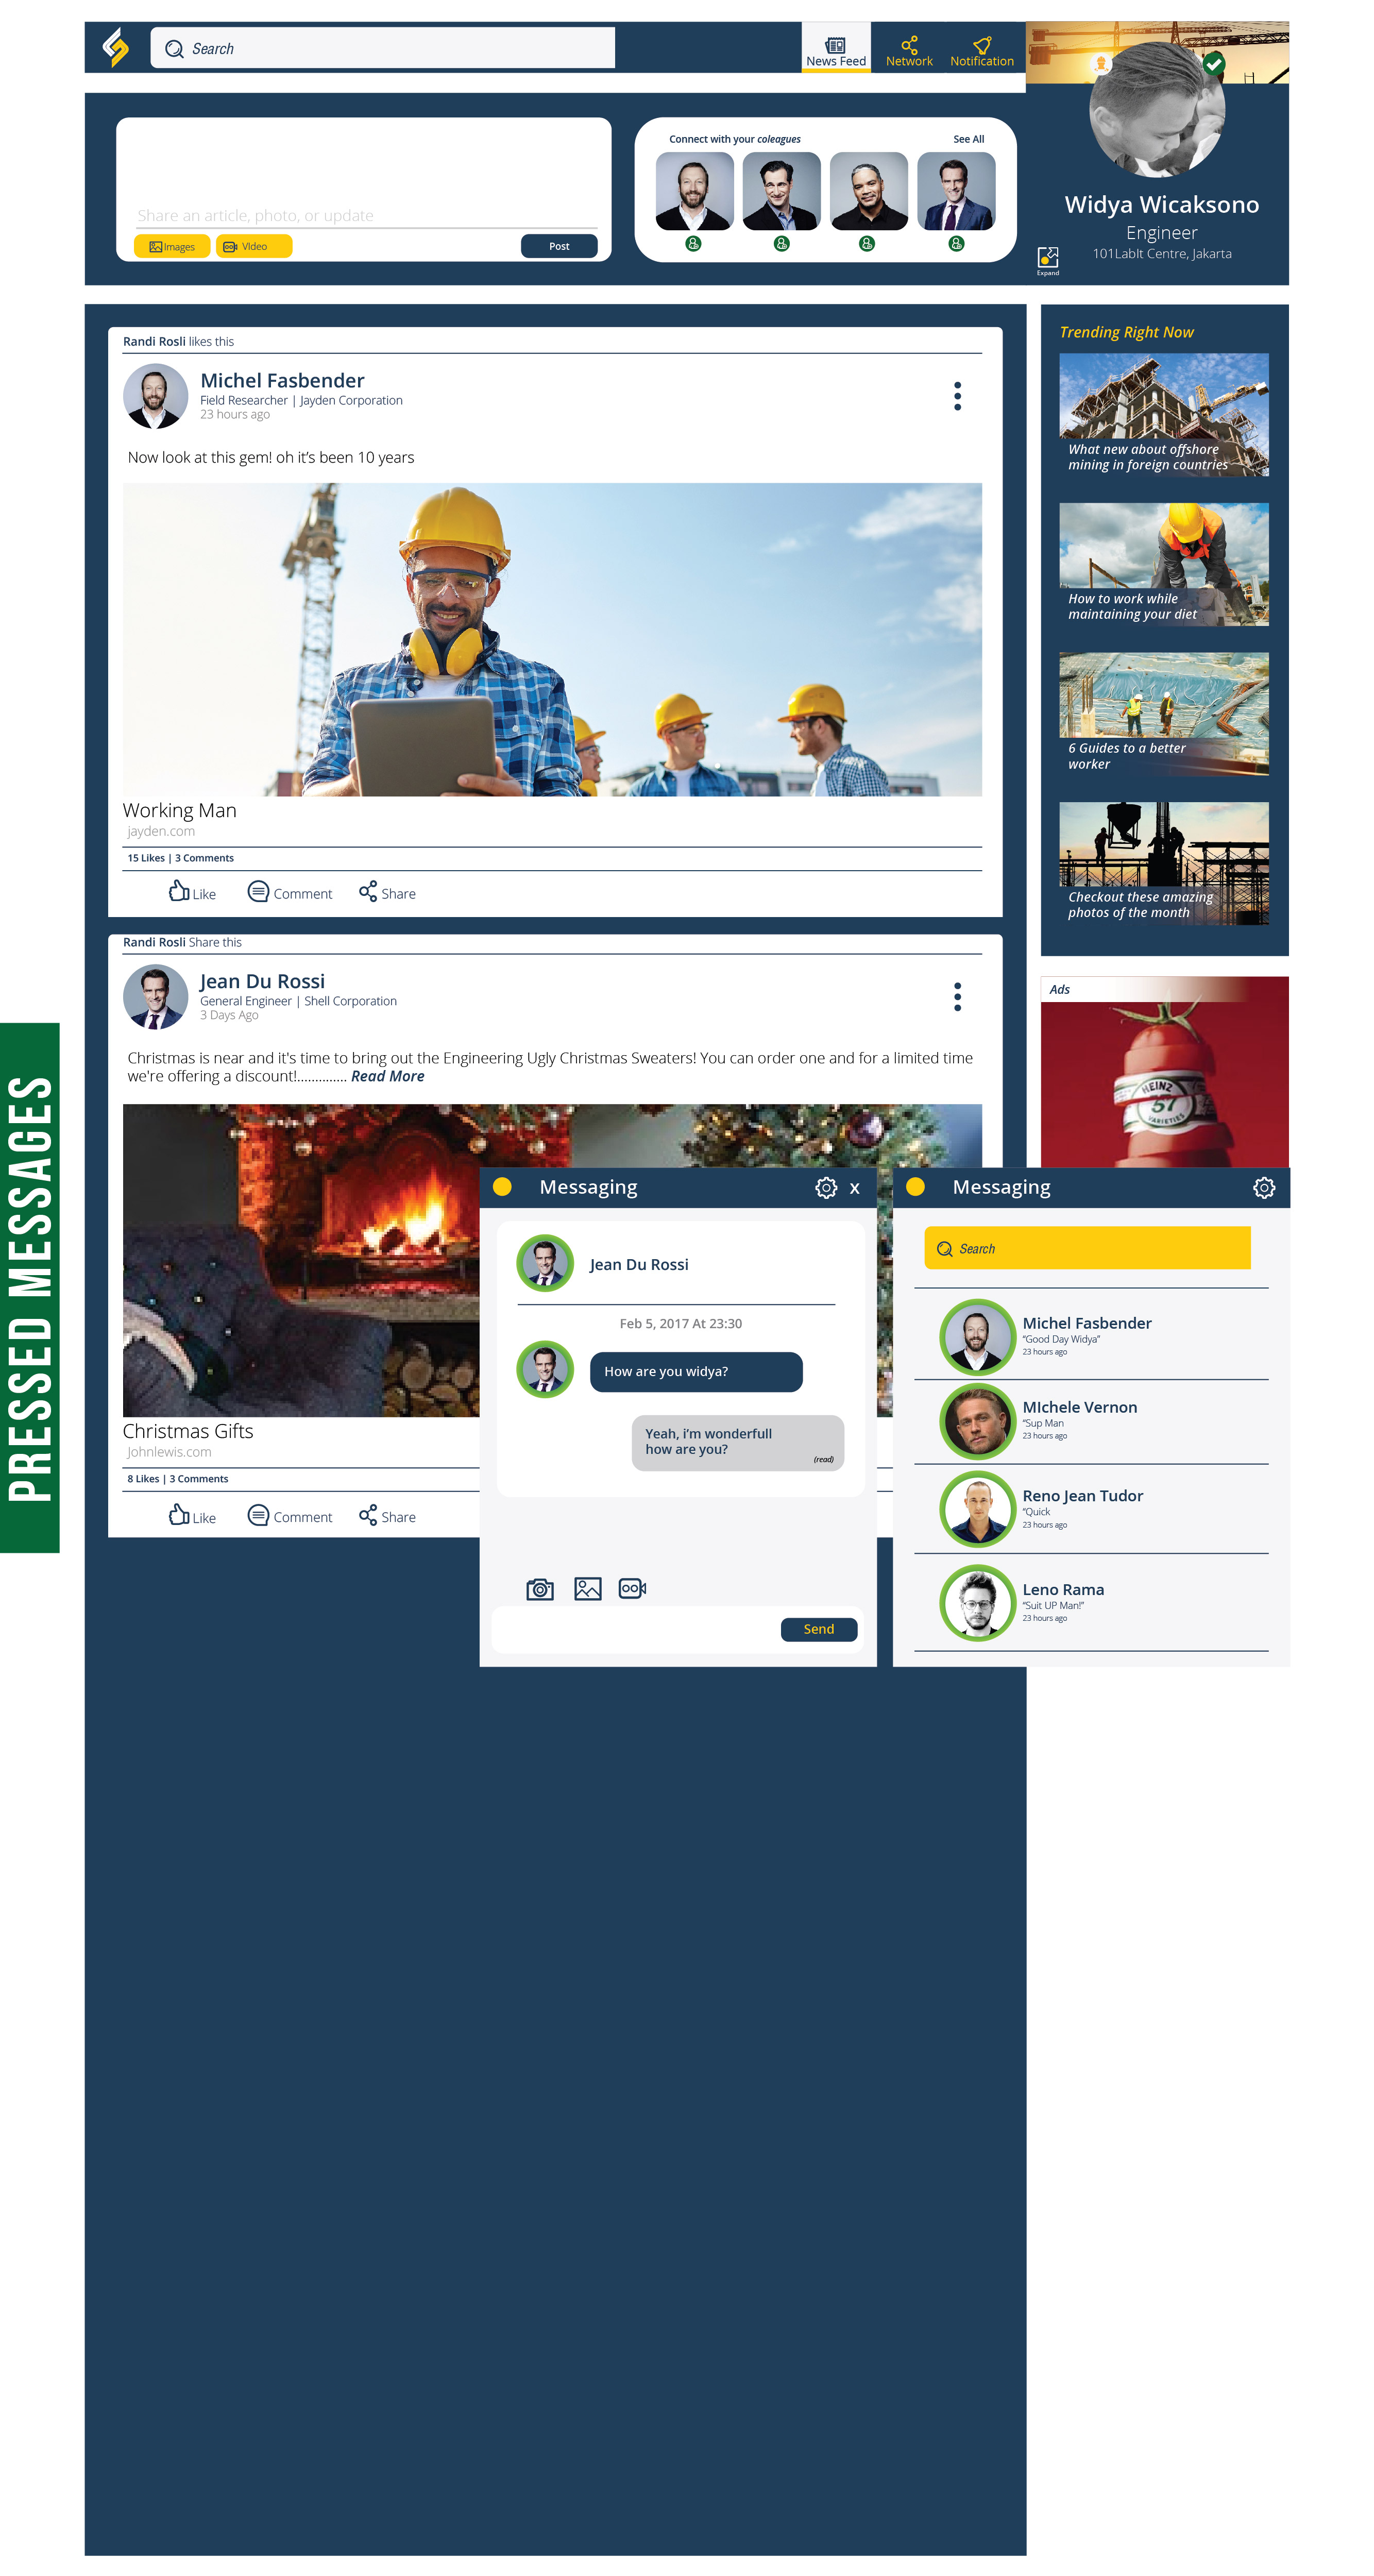 Search
News Feed
Network
Notification
Share an article, photo, or update
Images
VIdeo
Post
Connect with your coleagues
See All
Widya Wicaksono
Engineer
101Lablt Centre, Jakarta
Expand
Randi Rosli likes this
Michel Fasbender
Field Researcher | Jayden Corporation
23 hours ago
Now look at this gem! oh it's been 10 years
Working Man
jayden.com
15 Likes | 3 Comments
Like
Comment
Share
Trending Right Now
What new about offshore
mining in foreign countries
How to work while
maintaining your diet
6 Guides to a better
worker
Checkout these amazing
photos of the month
Randi Rosli Share this
Jean Du Rossi
General Engineer | Shell Corporation
3 Days Ago
Christmas is near and it's time to bring out the Engineering Ugly Christmas Sweaters! You can order one and for a limited time
we're offering a discount!.............. Read More
Christmas Gifts
Johnlewis.com
8 Likes | 3 Comments
Like
Comment
Share
Ads
HEINZ
57
VARIETIES
PRESSED MESSAGES
Messaging
X
Jean Du Rossi
Feb 5, 2017 At 23:30
How are you widya?
Yeah, i'm wonderfull
how are you?
(read)
Send
Messaging
Search
Michel Fasbender
"Good Day Widya"
23 hours ago
MIchele Vernon
"Sup Man
23 hours ago
Reno Jean Tudor
"Quick
23 hours ago
Leno Rama
"Suit UP Man!"
23 hours ago